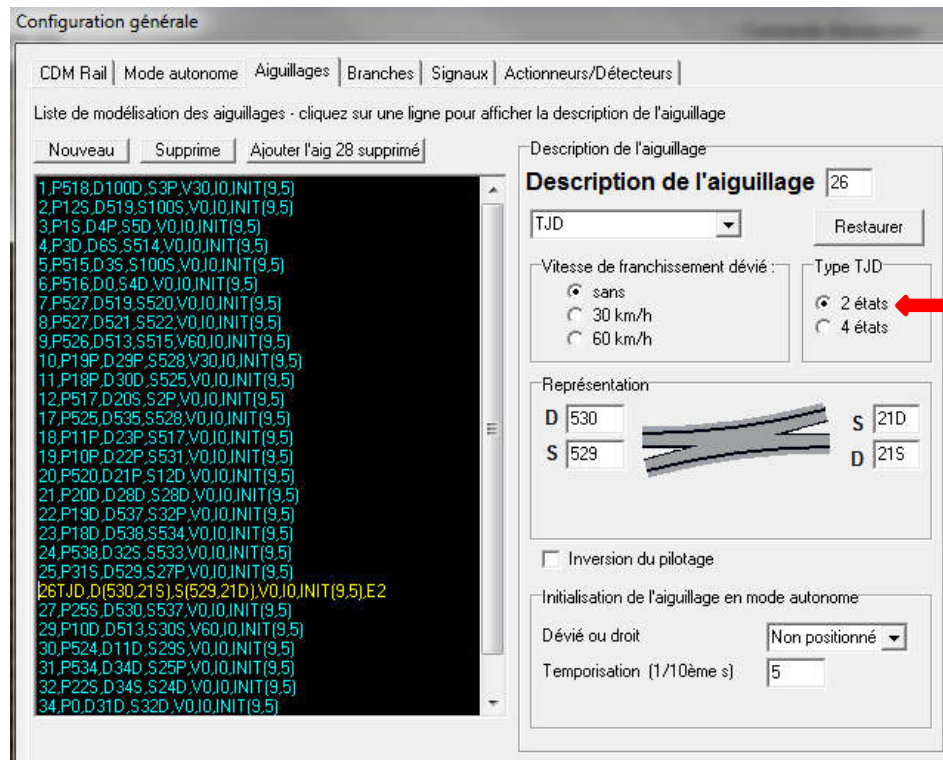 Configuration générale
CDM Rail Mode autonome Aiguillages Branches Signaux Actionneurs/Détecteurs
Liste de modélisation des aiguillages - cliquez sur une ligne pour afficher la description de l'aiguillage
Nouveau Supprime Ajouter l'aig 28 supprimé
1,P518,D100D,S3P,V30,I0,INIT(9,5)
2,P12S,D519,S100S,V0,I0,INIT(9,5)
3,P1S,D4P,S5D,V0,I0,INIT(9,5)
4,P3D,D6S,S514,V0,I0,INIT(9,5)
5,P515,D3S,S100S,V0,I0,INIT(9,5)
6,P516,D0,S4D,V0,I0,INIT(9,5)
7,P527,D519,S520,V0,I0,INIT(9,5)
8,P527,D521,S522,V0,I0,INIT(9,5)
9,P526,D513,S515,V60,I0,INIT(9,5)
10,P19P,D29P,S528,V30,I0,INIT(9,5)
11,P18P,D30D,S525,V0,I0,INIT(9,5)
12,P517,D20S,S2P,V0,I0,INIT(9,5)
17,P525,D535,S528,V0,I0,INIT(9,5)
18,P11P,D23P,S517,V0,I0,INIT(9,5)
19,P10P,D22P,S531,V0,I0,INIT(9,5)
20,P520,D21P,S12D,V0,I0,INIT(9,5)
21,P20D,D28D,S28D,V0,I0,INIT(9,5)
22,P19D,D537,S32P,V0,I0,INIT(9,5)
23,P18D,D538,S534,V0,I0,INIT(9,5)
24,P538,D32S,S533,V0,I0,INIT(9,5)
25,P31S,D529,S27P,V0,I0,INIT(9,5)
26TJD,D(530,21S),S(529,21D),V0,I0,INIT(9,5),E2
27,P25S,D530,S537,V0,I0,INIT(9,5)
29,P10D,D513,S30S,V60,I0,INIT(9,5)
30,P524,D11D,S29S,V0,I0,INIT(9,5)
31,P534,D34D,S25P,V0,I0,INIT(9,5)
32,P22S,D34S,S24D,V0,I0,INIT(9,5)
34,P0,D31D,S32D,V0,I0,INIT(9,5)
Description de l'aiguillage
Description de l'aiguillage 26
TJD Restaurer
Vitesse de franchissement dévié :
sans
30 km/h
60 km/h
Type TJD
2 états
4 états
Représentation
D 530 S 21D
S 529 D 21S
Inversion du pilotage
Initialisation de l'aiguillage en mode autonome
Dévié ou droit Non positionné
Temporisation (1/10ème s) 5